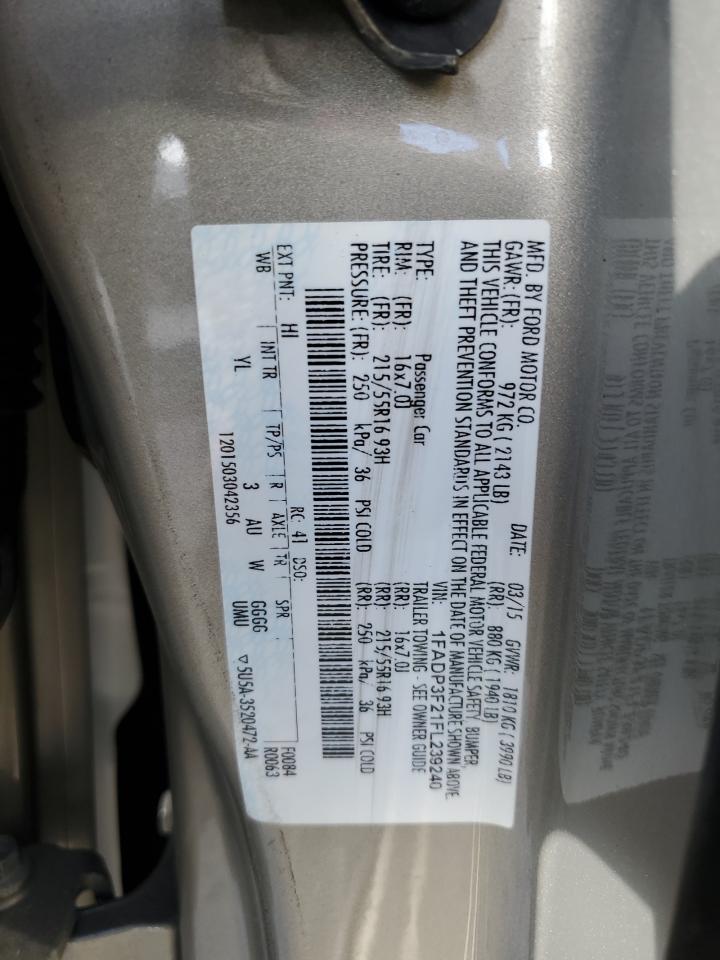 MFD. BY FORD MOTOR CO. DATE: 03/15 GVWR: 1810 KG ( 3990 LB)
GAWR: (FR): 972 KG ( 2143 LB) (RR): 880 KG ( 1940 LB)
THIS VEHICLE CONFORMS TO ALL APPLICABLE FEDERAL MOTOR VEHICLE SAFETY, BUMPER,
AND THEFT PREVENTION STANDARDS IN EFFECT ON THE DATE OF MANUFACTURE SHOWN ABOVE.
VIN: 1FADP3F21FL239240
TYPE: Passenger Car TRAILER TOWING - SEE OWNER GUIDE
RIM: (FR): 16x7.0J (RR): 16x7.0J
TIRE: (FR): 215/55R16 93H (RR): 215/55R16 93H
PRESSURE: (FR): 250 kPa/ 36 PSI COLD (RR): 250 kPa/ 36 PSI COLD
RC: 41 DSO: F0084
EXT PNT: HI R0063
WB INT TR TP/PS R AXLE TR SPR
YL 3 AU W GGGG
1201503042356 UMU ▽5U5A-3520472-AA